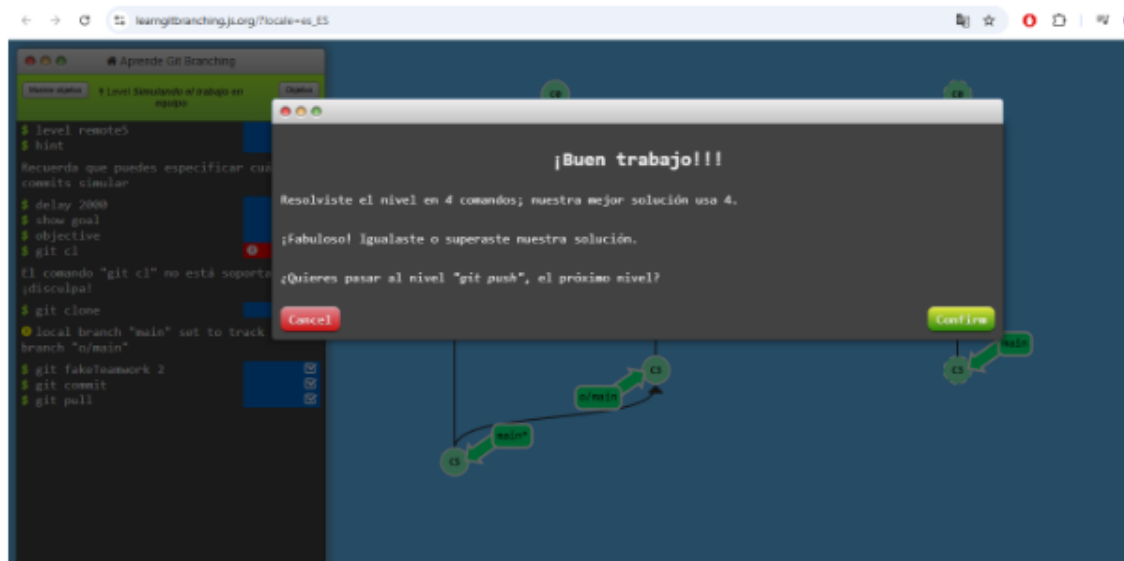 learngitbranching.js.org/?locale=es_ES
Aprende Git Branching
Level Simulando el trabajo en
equipo
Objetivo
$ level remote5
$ hint
Recuerda que puedes especificar cuá
commits simular
$ delay 2000
$ show goal
$ objective
$ git cl
El comando "git cl" no está soporta
¡disculpa!
$ git clone
local branch "main" set to track
branch "o/main"
$ git fakeTeamwork 2
$ git commit
$ git pull
¡Buen trabajo!!!
Resolviste el nivel en 4 comandos; nuestra mejor solución usa 4.
¡Fabuloso! Igualaste o superaste nuestra solución.
¿Quieres pasar al nivel "git push", el próximo nivel?
Cancel
Confirm
C0
C0
main
C3
C3
o/main
main*
C5